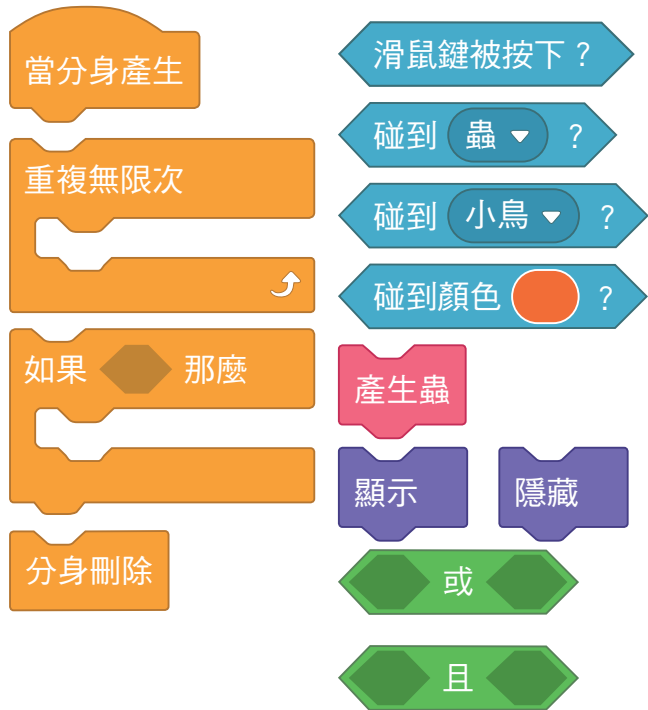 當分身產生
重複無限次
如果 那麼
分身刪除
滑鼠鍵被按下？
碰到 蟲 ？
碰到 小鳥 ？
碰到顏色 ？
產生蟲
顯示
隱藏
或
且